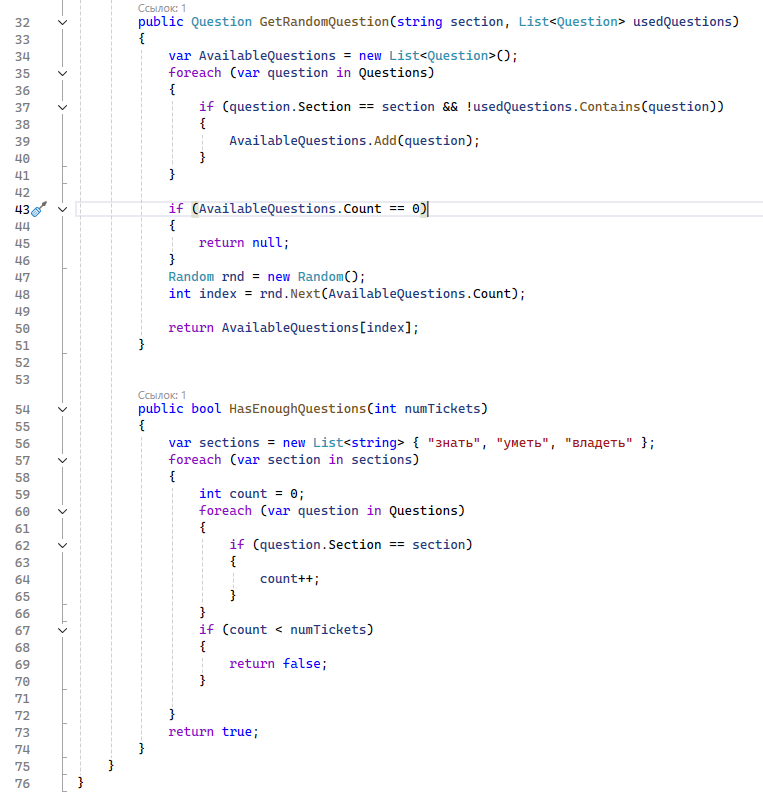 Ссылок: 1
32 public Question GetRandomQuestion(string section, List<Question> usedQuestions)
33 {
34 var AvailableQuestions = new List<Question>();
35 foreach (var question in Questions)
36 {
37 if (question.Section == section && !usedQuestions.Contains(question))
38 {
39 AvailableQuestions.Add(question);
40 }
41 }
42
43 if (AvailableQuestions.Count == 0)
44 {
45 return null;
46 }
47 Random rnd = new Random();
48 int index = rnd.Next(AvailableQuestions.Count);
49
50 return AvailableQuestions[index];
51 }
52
53
Ссылок: 1
54 public bool HasEnoughQuestions(int numTickets)
55 {
56 var sections = new List<string> { "знать", "уметь", "владеть" };
57 foreach (var section in sections)
58 {
59 int count = 0;
60 foreach (var question in Questions)
61 {
62 if (question.Section == section)
63 {
64 count++;
65 }
66 }
67 if (count < numTickets)
68 {
69 return false;
70 }
71
72 }
73 return true;
74 }
75 }
76 }